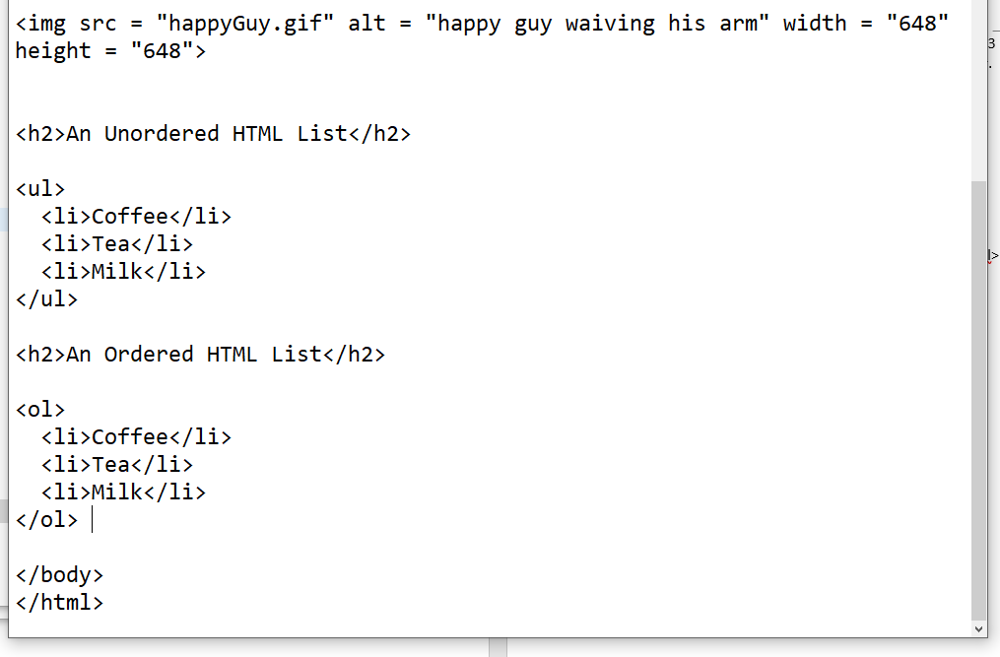 <img src = "happyGuy.gif" alt = "happy guy waiving his arm" width = "648"
height = "648">
<h2>An Unordered HTML List</h2>
<ul>
<li>Coffee</li>
<li>Tea</li>
<li>Milk</li>
</ul>
<h2>An Ordered HTML List</h2>
<ol>
<li>Coffee</li>
<li>Tea</li>
<li>Milk</li>
</ol>
</body>
</html>